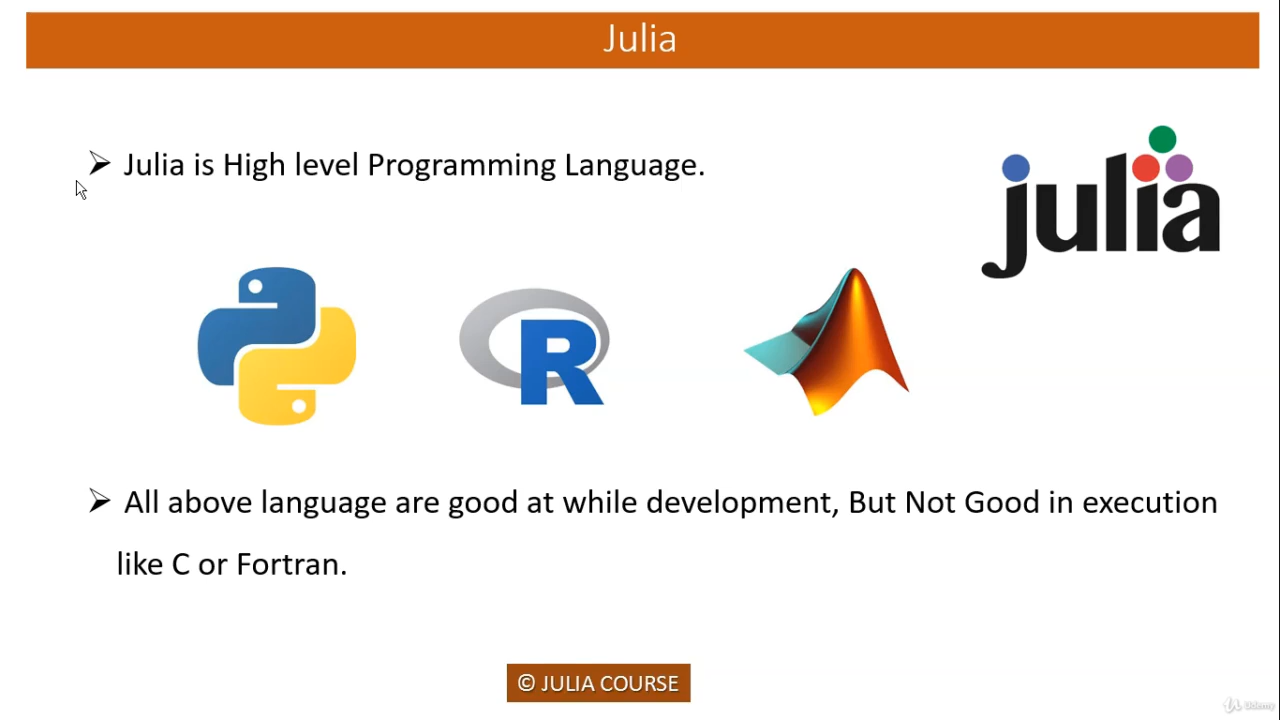 Julia
➢ Julia is High level Programming Language.
julia
R
➢ All above language are good at while development, But Not Good in execution
like C or Fortran.
© JULIA COURSE
Udemy